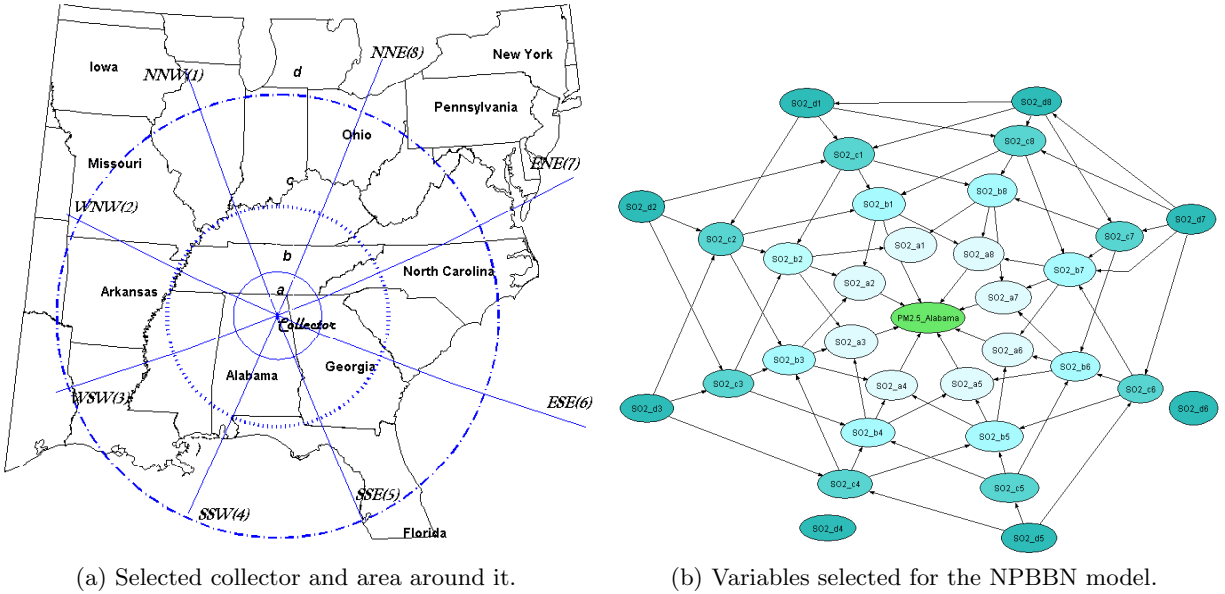 New York
NNE(8)
Iowa
NNW(1)
d
Pennsylvania
Ohio
Missouri
ENE(7)
c
WNW(2)
b
North Carolina
Arkansas
a
Collector
Georgia
Alabama
WSW(3)
ESE(6)
SSE(5)
SSW(4)
Florida
(a) Selected collector and area around it.
SO2_d1
SO2_d8
SO2_c8
SO2_c1
SO2_b8
SO2_b1
SO2_d2
SO2_d7
SO2_c2
SO2_c7
SO2_a1
SO2_a8
SO2_b2
SO2_b7
SO2_a2
SO2_a7
PM2.5_Alabama
SO2_a3
SO2_a6
SO2_b3
SO2_b6
SO2_c3
SO2_a4
SO2_a5
SO2_c6
SO2_d3
SO2_d6
SO2_b4
SO2_b5
SO2_c4
SO2_c5
SO2_d4
SO2_d5
(b) Variables selected for the NPBBN model.